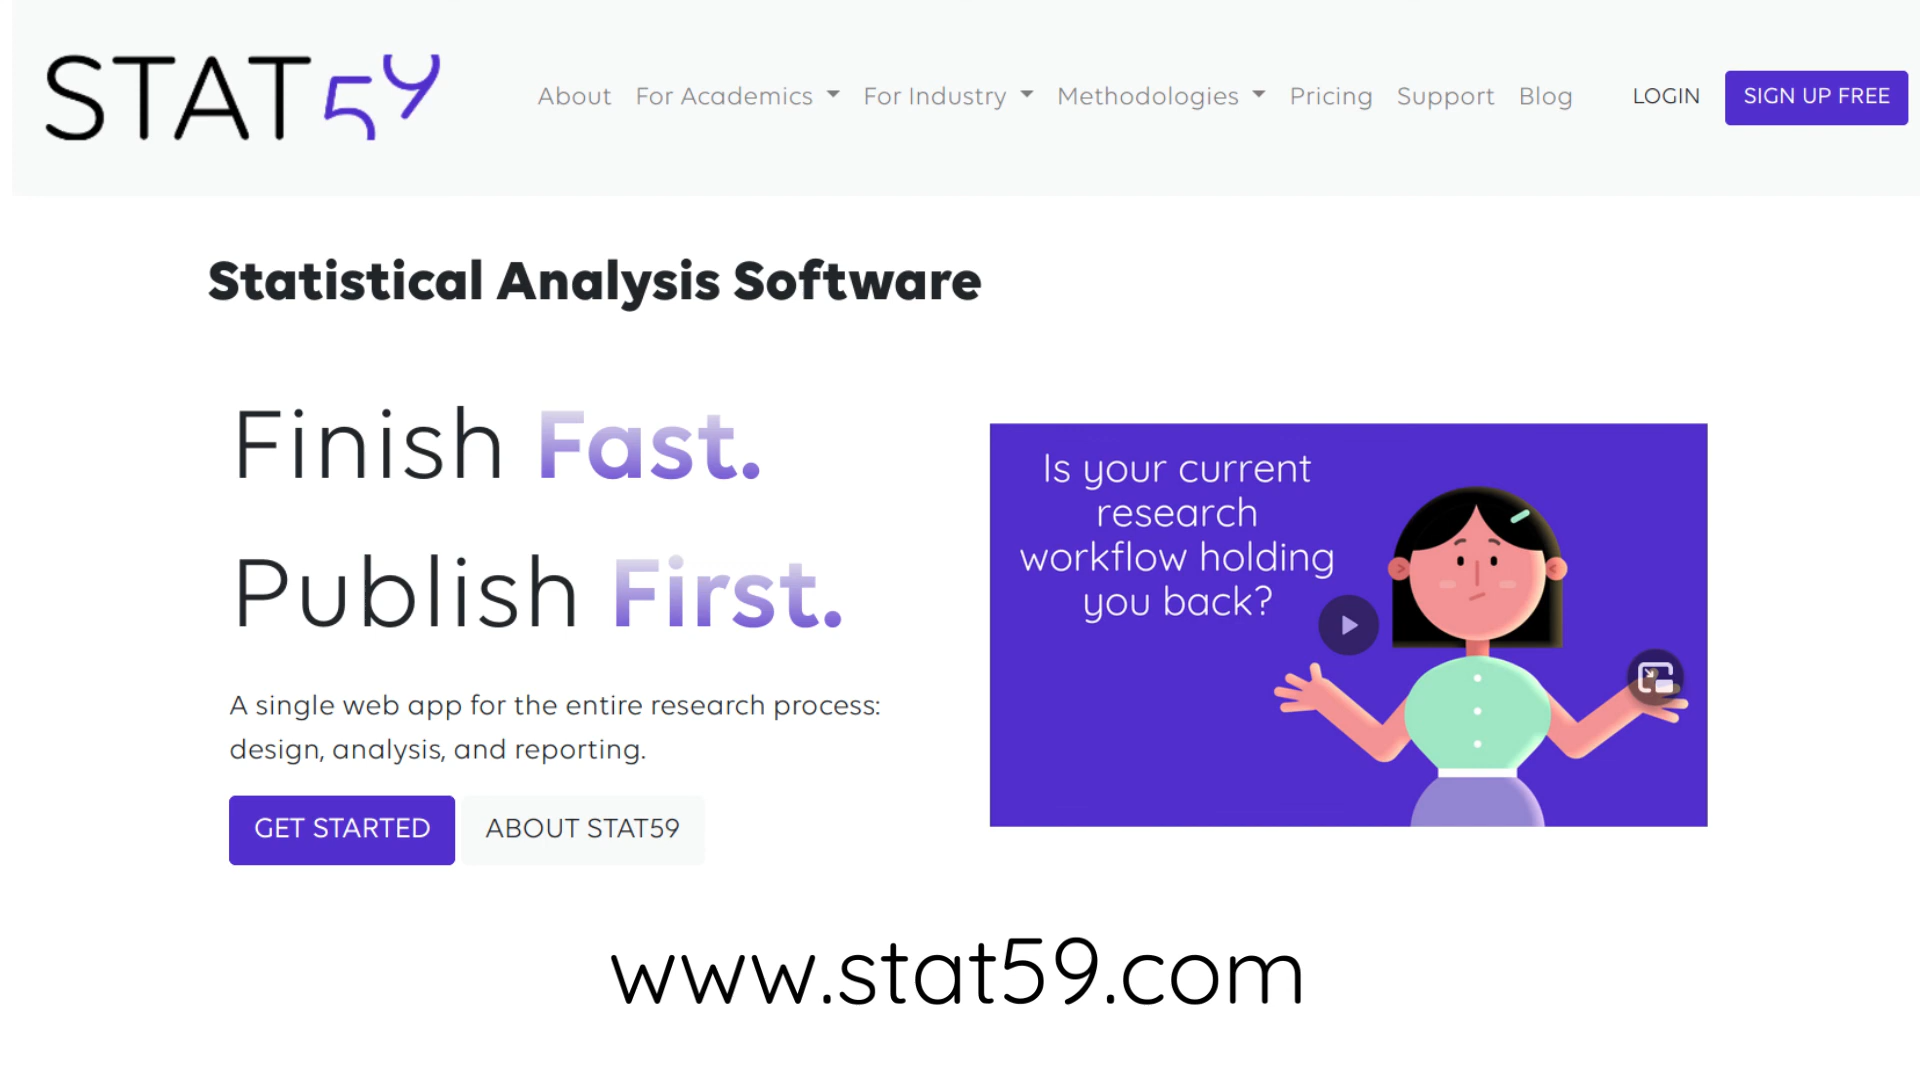 STAT59
About For Academics For Industry Methodologies Pricing Support Blog LOGIN SIGN UP FREE
Statistical Analysis Software
Finish Fast.
Publish First.
A single web app for the entire research process:
design, analysis, and reporting.
GET STARTED ABOUT STAT59
Is your current
research
workflow holding
you back?
www.stat59.com